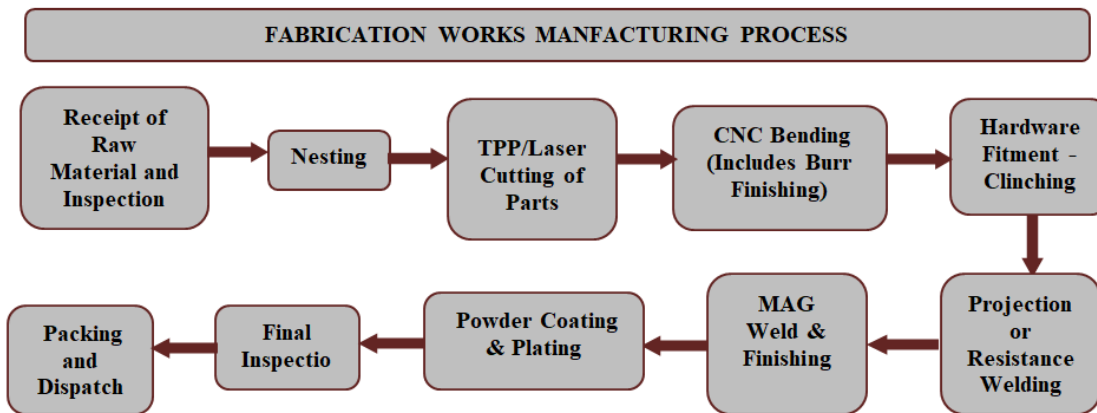 FABRICATION WORKS MANFACTURING PROCESS
Receipt of
Raw
Material and
Inspection
Nesting
TPP/Laser
Cutting of
Parts
CNC Bending
(Includes Burr
Finishing)
Hardware
Fitment -
Clinching
Projection
or
Resistance
Welding
MAG
Weld &
Finishing
Powder Coating
& Plating
Final
Inspectio
Packing
and
Dispatch